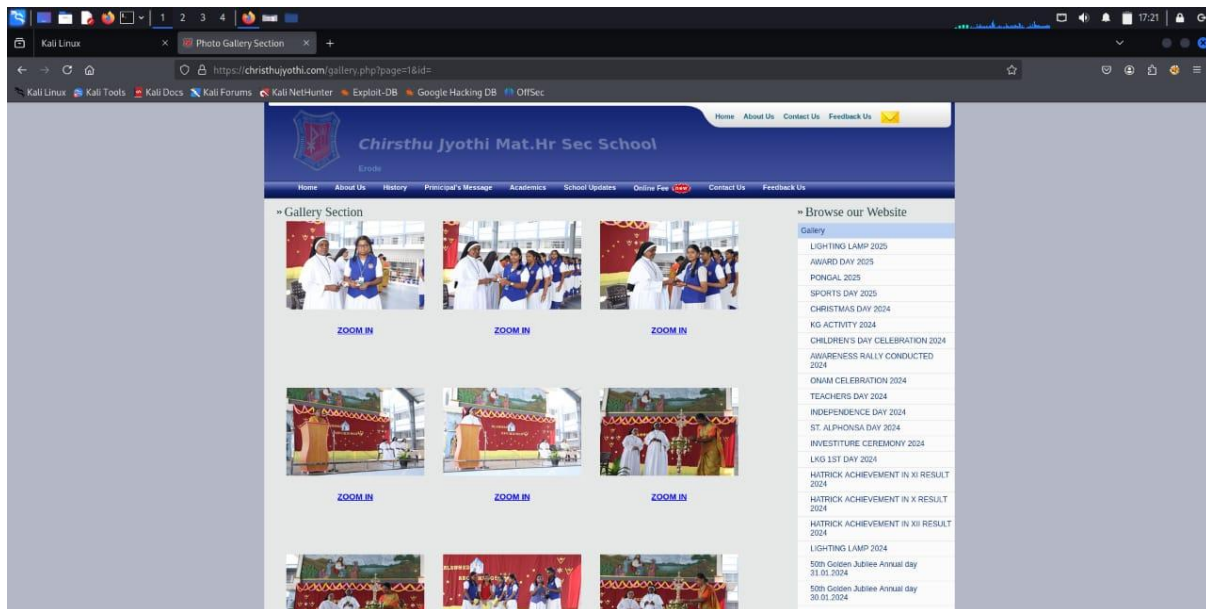 1 2 3 4
17:21
Kali Linux
Photo Gallery Section
https://christhujyothi.com/gallery.php?page=1&id=
Kali Linux Kali Tools Kali Docs Kali Forums Kali NetHunter Exploit-DB Google Hacking DB OffSec
Home About Us Contact Us Feedback Us
Chirsthu Jyothi Mat.Hr Sec School
Erode
Home About Us History Prinicipal's Message Academics School Updates Online Fee new Contact Us Feedback Us
» Gallery Section
ZOOM IN ZOOM IN ZOOM IN
ZOOM IN ZOOM IN ZOOM IN
» Browse our Website
Gallery
LIGHTING LAMP 2025
AWARD DAY 2025
PONGAL 2025
SPORTS DAY 2025
CHRISTMAS DAY 2024
KG ACTIVITY 2024
CHILDREN'S DAY CELEBRATION 2024
AWARENESS RALLY CONDUCTED
2024
ONAM CELEBRATION 2024
TEACHERS DAY 2024
INDEPENDENCE DAY 2024
ST. ALPHONSA DAY 2024
INVESTITURE CEREMONY 2024
LKG 1ST DAY 2024
HATRICK ACHIEVEMENT IN XI RESULT
2024
HATRICK ACHIEVEMENT IN X RESULT
2024
HATRICK ACHIEVEMENT IN XII RESULT
2024
LIGHTING LAMP 2024
50th Golden Jubilee Annual day
31.01.2024
50th Golden Jubilee Annual day
30.01.2024